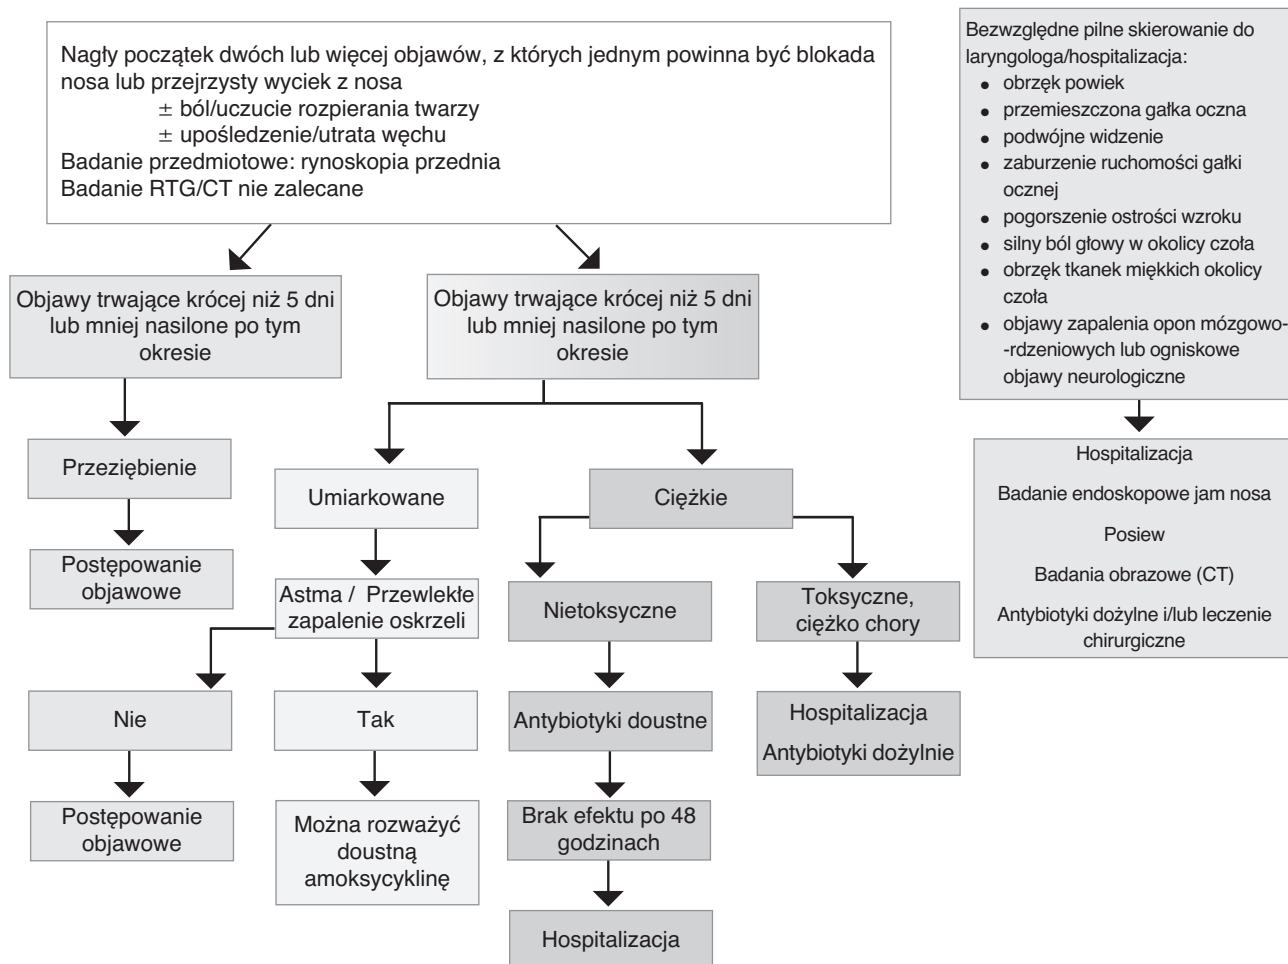 Nagły początek dwóch lub więcej objawów, z których jednym powinna być blokada
nosa lub przejrzysty wyciek z nosa
± ból/uczucie rozpierania twarzy
± upośledzenie/utrata węchu
Badanie przedmiotowe: rynoskopia przednia
Badanie RTG/CT nie zalecane
Objawy trwające krócej niż 5 dni
lub mniej nasilone po tym
okresie
Objawy trwające krócej niż 5 dni
lub mniej nasilone po tym
okresie
Przeziębienie
Postępowanie
objawowe
Umiarkowane
Ciężkie
Astma / Przewlekłe
zapalenie oskrzeli
Nie
Tak
Postępowanie
objawowe
Można rozważyć
doustną
amoksycyklinę
Nietoksyczne
Toksyczne,
ciężko chory
Antybiotyki doustne
Hospitalizacja
Antybiotyki dożylnie
Brak efektu po 48
godzinach
Hospitalizacja
Bezwzględne pilne skierowanie do
laryngologa/hospitalizacja:
● obrzęk powiek
● przemieszczona gałka oczna
● podwójne widzenie
● zaburzenie ruchomości gałki
ocznej
● pogorszenie ostrości wzroku
● silny ból głowy w okolicy czoła
● obrzęk tkanek miękkich okolicy
czoła
● objawy zapalenia opon mózgowo-
-rdzeniowych lub ogniskowe
objawy neurologiczne
Hospitalizacja
Badanie endoskopowe jam nosa
Posiew
Badania obrazowe (CT)
Antybiotyki dożylne i/lub leczenie
chirurgiczne